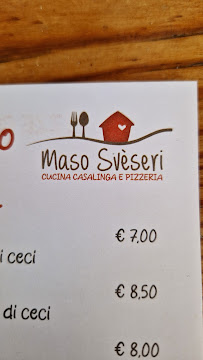 Maso Svèseri
CUCINA CASALINGA E PIZZERIA
€ 7,00
i ceci
€ 8,50
di ceci
€ 8,00